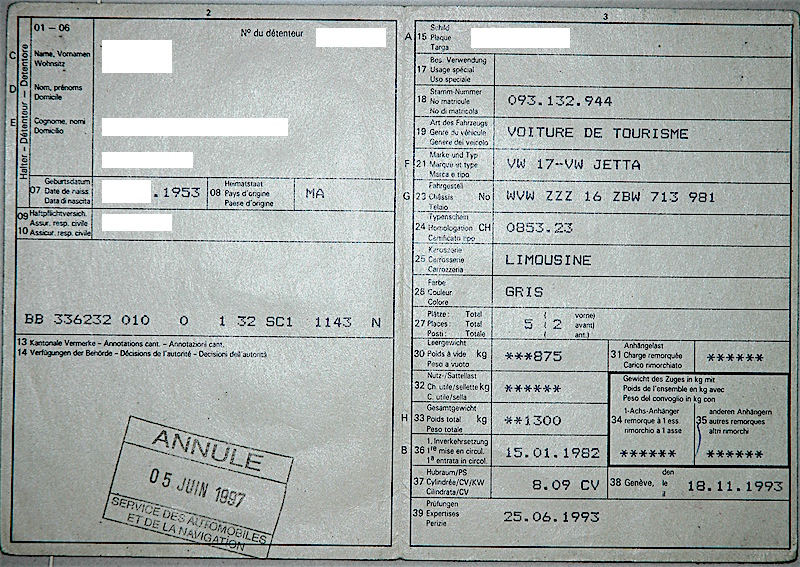 2
01 – 06
Nº du détenteur
Halter – Détenteur – Detentore
C
Name, Vornamen
Wohnsitz
D
Nom, prénoms
Domicile
E
Cognome, nomi
Domicilio
07
Geburtsdatum
Date de naiss.
Data di nascita
.1953
08
Heimatstaat
Pays d'origine
Paese d'origine
MA
09 Haftpflichtversich.
Assur. resp. civile
10 Assicur. resp. civile
BB 336232 010 0 1 32 SC1 1143 N
13 Kantonale Vermerke – Annotations cant. – Annotazioni cant.
14 Verfügungen der Behörde – Décisions de l'autorité – Decisioni dell'autorità
ANNULE
05 JUIN 1997
SERVICE DES AUTOMOBILES
ET DE LA NAVIGATION
3
A 15
Schild
Plaque
Targa
17
Bes. Verwendung
Usage spécial
Uso speciale
18
Stamm-Nummer
No matricule
No di matricola
093.132.944
19
Art des Fahrzeugs
Genre du véhicule
Genere del veicolo
VOITURE DE TOURISME
F 21
Marke und Typ
Marque et type
Marca e tipo
VW 17-VW JETTA
G 23
Fahrgestell
Châssis No
Telaio
WVW ZZZ 16 ZBW 713 981
24
Typenschein
Homologation CH
Certificato tipo
0853.23
25
Karosserie
Carrosserie
Carrozzeria
LIMOUSINE
26
Farbe
Couleur
Colore
GRIS
27
Plätze: Total ( vorne)
Places: Total 5 ( 2 avant)
Posti: Totale ( ant.)
30
Leergewicht
Poids à vide kg
Peso a vuoto
***875
31
Anhängelast
Charge remorquée
Carico rimorchiato
******
32
Nutz-/Sattellast
Ch. utile/sellette kg
C. utile/sella
******
Gewicht des Zuges in kg mit
Poids de l'ensemble en kg avec
Peso del convoglio in kg con
H 33
Gesamtgewicht
Poids total kg
Peso totale
**1300
34
1-Achs-Anhänger
remorque à 1 ess.
rimorchio a 1 asse
******
35
anderen Anhängern
autres remorques
altri rimorchi
******
B 36
1. Inverkehrsetzung
1re mise en circul.
1a entrata in circol.
15.01.1982
37
Hubraum/PS
Cylindrée/CV/KW
Cilindrata/CV
8.09 CV
38 Genève,
den
le
il
18.11.1993
39
Prüfungen
Expertises
Perizie
25.06.1993